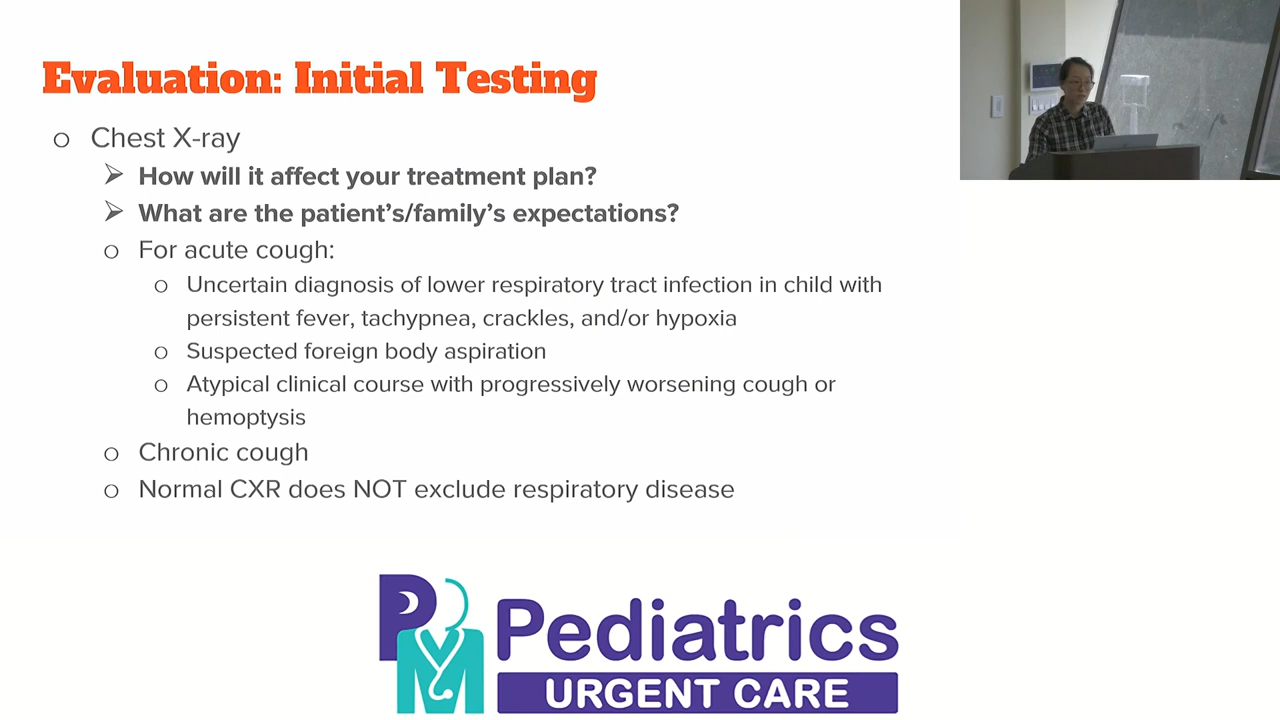 Evaluation: Initial Testing
o Chest X-ray
➢ How will it affect your treatment plan?
➢ What are the patient's/family's expectations?
o For acute cough:
o Uncertain diagnosis of lower respiratory tract infection in child with
persistent fever, tachypnea, crackles, and/or hypoxia
o Suspected foreign body aspiration
o Atypical clinical course with progressively worsening cough or
hemoptysis
o Chronic cough
o Normal CXR does NOT exclude respiratory disease
PM Pediatrics
URGENT CARE